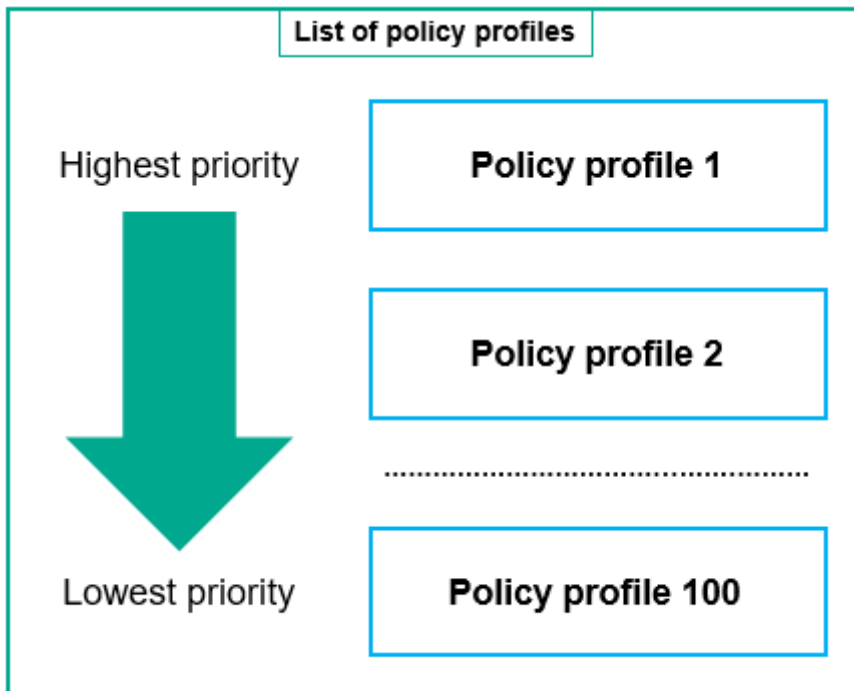 List of policy profiles
Highest priority
Policy profile 1
Policy profile 2
Lowest priority
Policy profile 100